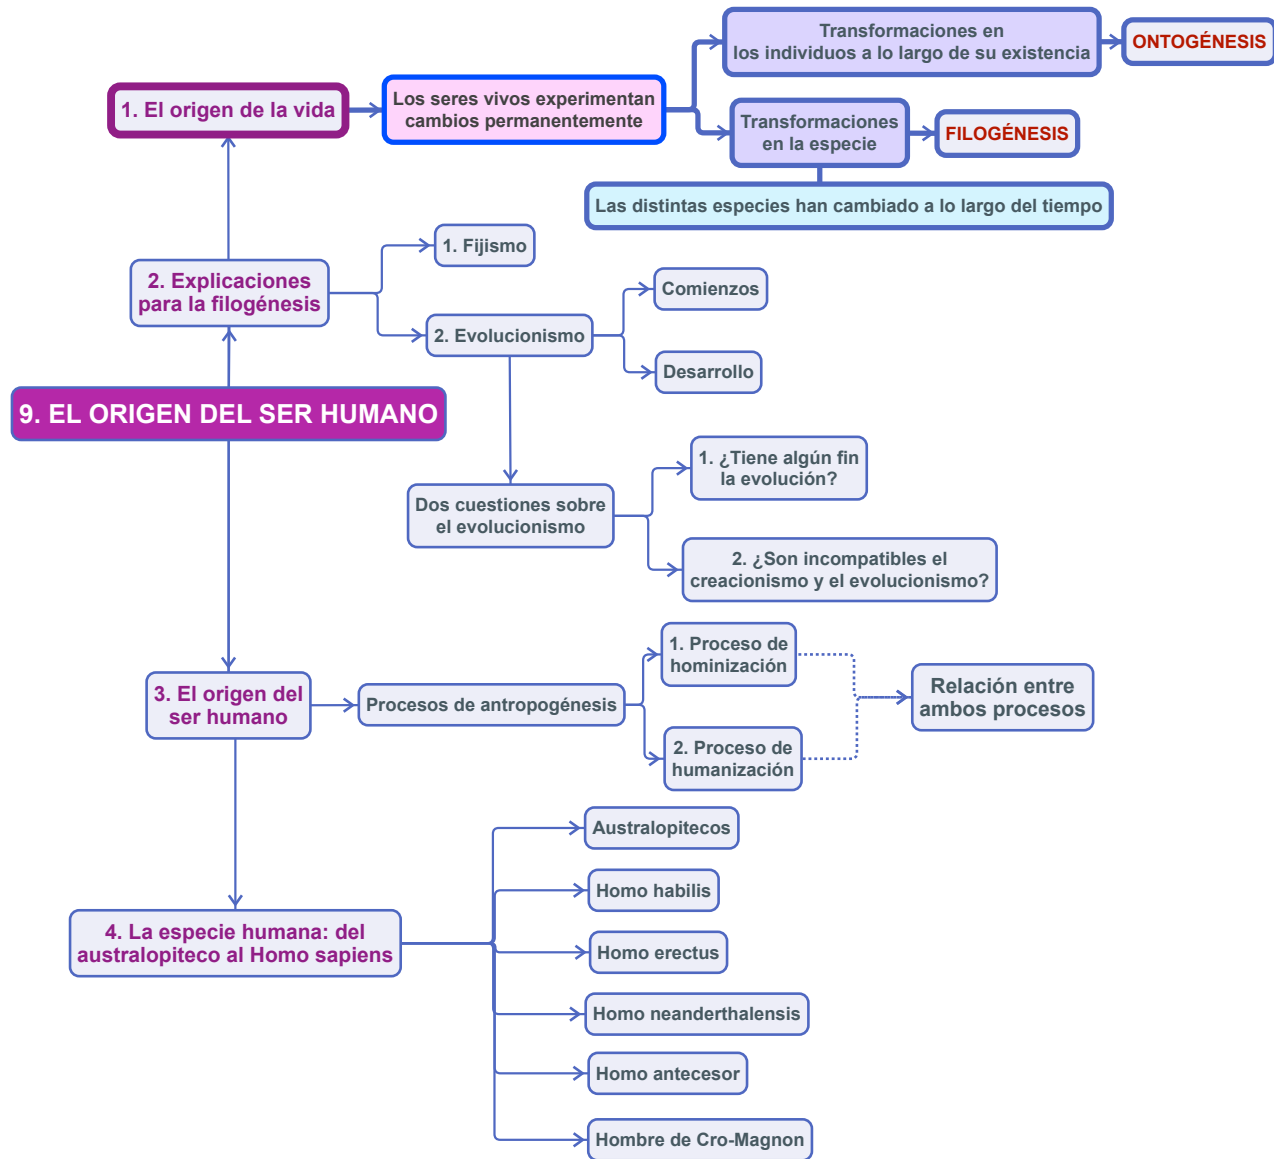 Transformaciones en
los individuos a lo largo de su existencia
ONTOGÉNESIS
1. El origen de la vida
Los seres vivos experimentan
cambios permanentemente
Transformaciones
en la especie
FILOGÉNESIS
Las distintas especies han cambiado a lo largo del tiempo
2. Explicaciones
para la filogénesis
1. Fijismo
2. Evolucionismo
Comienzos
Desarrollo
9. EL ORIGEN DEL SER HUMANO
Dos cuestiones sobre
el evolucionismo
1. ¿Tiene algún fin
la evolución?
2. ¿Son incompatibles el
creacionismo y el evolucionismo?
3. El origen del
ser humano
Procesos de antropogénesis
1. Proceso de
hominización
2. Proceso de
humanización
Relación entre
ambos procesos
4. La especie humana: del
australopiteco al Homo sapiens
Australopitecos
Homo habilis
Homo erectus
Homo neanderthalensis
Homo antecesor
Hombre de Cro-Magnon